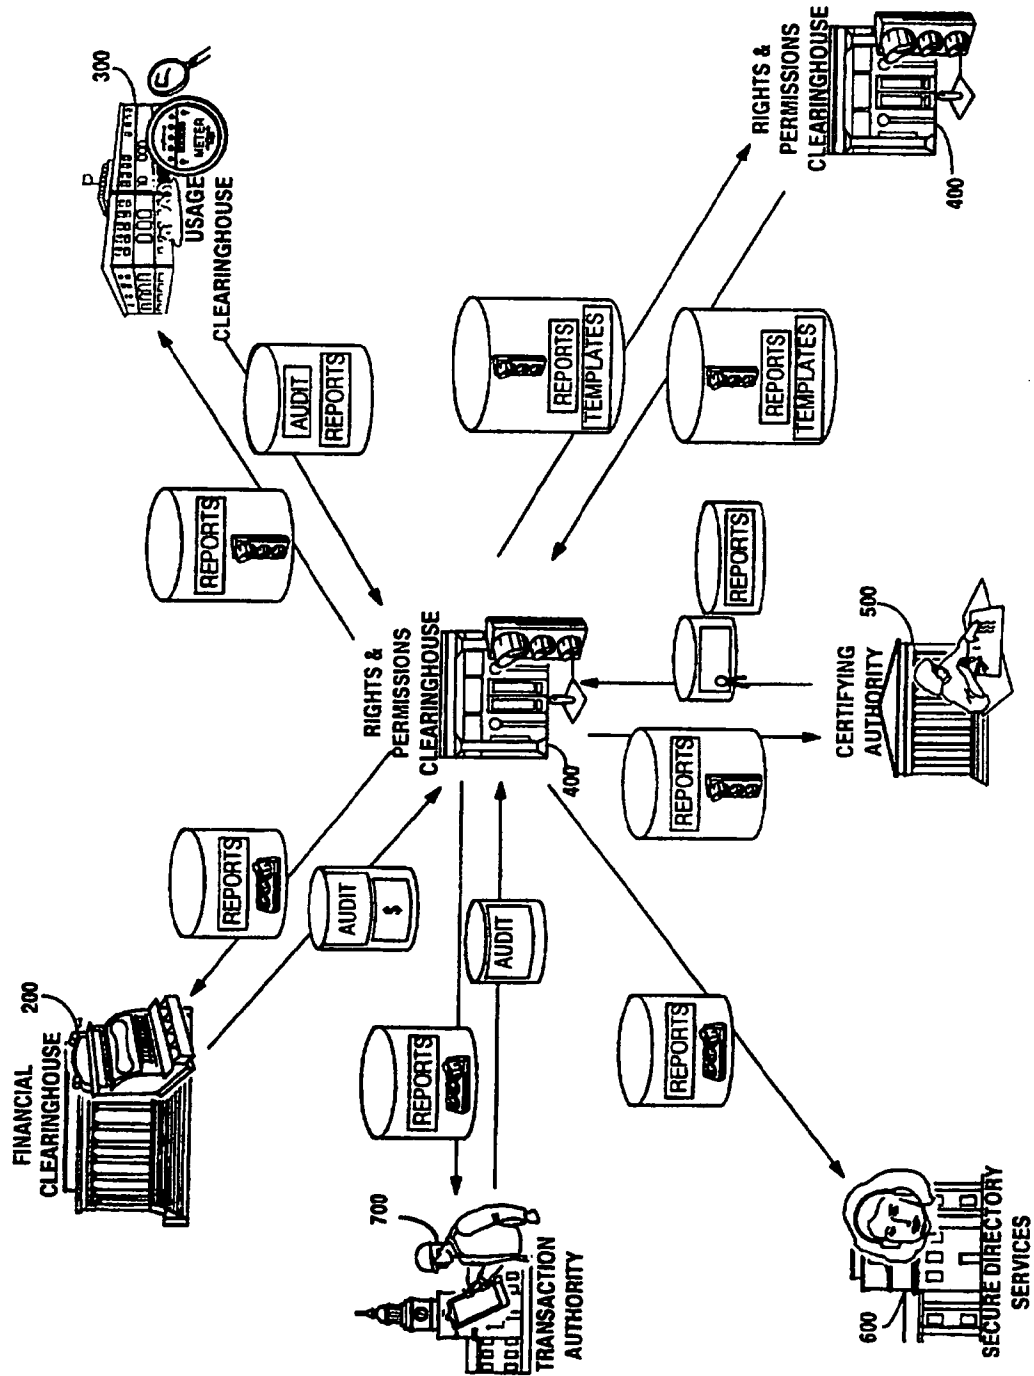 FINANCIAL
CLEARINGHOUSE
200
REPORTS
AUDIT
$
USAGE
CLEARINGHOUSE
300
METER
REPORTS
AUDIT
REPORTS
TRANSACTION
AUTHORITY
700
REPORTS
AUDIT
RIGHTS &
PERMISSIONS
CLEARINGHOUSE
400
REPORTS
TEMPLATES
REPORTS
TEMPLATES
RIGHTS &
PERMISSIONS
CLEARINGHOUSE
400
SECURE DIRECTORY
SERVICES
600
REPORTS
REPORTS
REPORTS
CERTIFYING
AUTHORITY
500